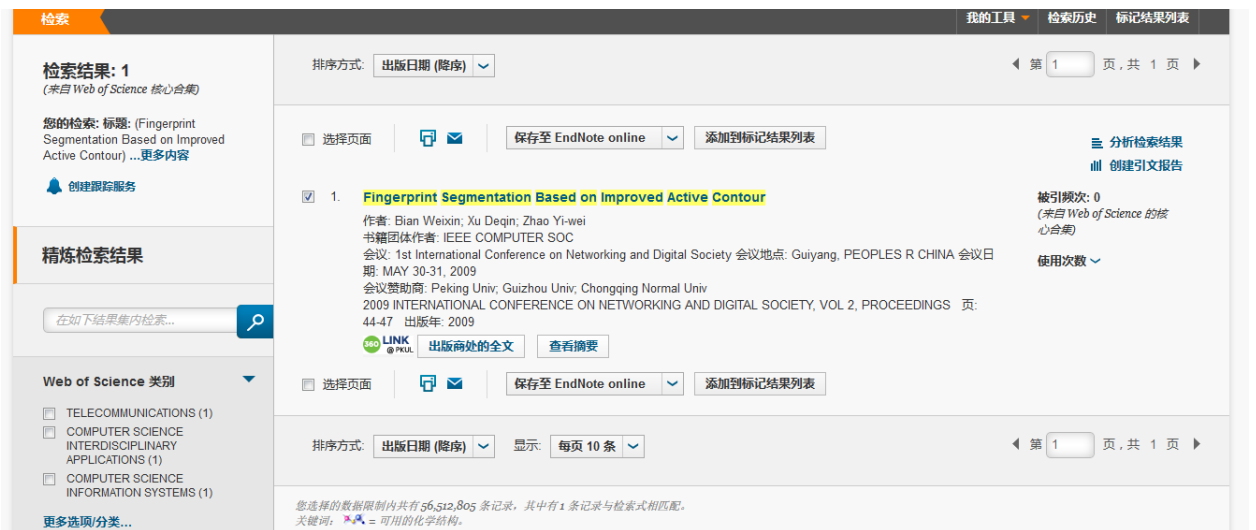 检索
我的工具 检索历史 标记结果列表
检索结果: 1
(来自 Web of Science 核心合集)
您的检索: 标题: (Fingerprint
Segmentation Based on Improved
Active Contour) ...更多内容
创建跟踪服务
精炼检索结果
在如下结果集内检索...
Web of Science 类别
TELECOMMUNICATIONS (1)
COMPUTER SCIENCE
INTERDISCIPLINARY
APPLICATIONS (1)
COMPUTER SCIENCE
INFORMATION SYSTEMS (1)
更多选项/分类...
排序方式: 出版日期 (降序)
第 1 页 , 共 1 页
选择页面 保存至 EndNote online 添加到标记结果列表
分析检索结果
创建引文报告
1. Fingerprint Segmentation Based on Improved Active Contour
作者: Bian Weixin; Xu Deqin; Zhao Yi-wei
书籍团体作者: IEEE COMPUTER SOC
会议: 1st International Conference on Networking and Digital Society 会议地点: Guiyang, PEOPLES R CHINA 会议日
期: MAY 30-31, 2009
会议赞助商: Peking Univ; Guizhou Univ; Chongqing Normal Univ
2009 INTERNATIONAL CONFERENCE ON NETWORKING AND DIGITAL SOCIETY, VOL 2, PROCEEDINGS 页:
44-47 出版年: 2009
360 LINK @ PKUL 出版商处的全文 查看摘要
被引频次: 0
(来自 Web of Science 的核
心合集)
使用次数
选择页面 保存至 EndNote online 添加到标记结果列表
排序方式: 出版日期 (降序) 显示: 每页 10 条
第 1 页 , 共 1 页
您选择的数据限制内共有 56,512,805 条记录，其中有 1 条记录与检索式相匹配。
关键词: = 可用的化学结构。